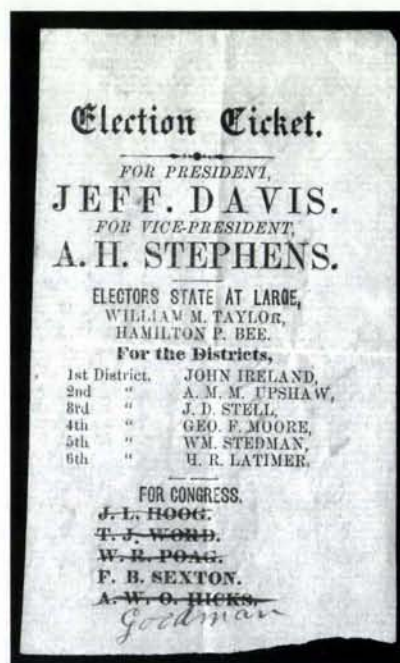 Election Ticket.
FOR PRESIDENT,
JEFF. DAVIS.
FOR VICE-PRESIDENT,
A. H. STEPHENS.
ELECTORS STATE AT LARGE,
WILLIAM M. TAYLOR,
HAMILTON P. BEE.
For the Districts,
1st District, JOHN IRELAND,
2nd " A. M. M. UPSHAW,
3rd " J. D. STELL,
4th " GEO. F. MOORE,
5th " WM. STEDMAN,
6th " H. R. LATIMER.
FOR CONGRESS.
J. L. HOOG.
T. J. WORD.
W. R. POAG.
F. B. SEXTON.
A. W. O. HICKS.
Goodman